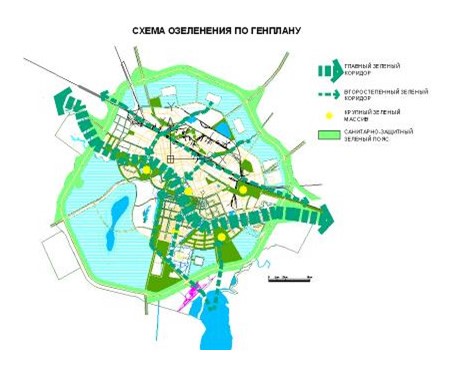 СХЕМА ОЗЕЛЕНЕНИЯ ПО ГЕНПЛАНУ
ГЛАВНЫЙ ЗЕЛЕНЫЙ
КОРИДОР
ВТОРОСТЕПЕННЫЙ ЗЕЛЕНЫЙ
КОРИДОР
КРУПНЫЙ ЗЕЛЕНЫЙ
МАССИВ
САНИТАРНО-ЗАЩИТНЫЙ
ЗЕЛЕНЫЙ ПОЯС